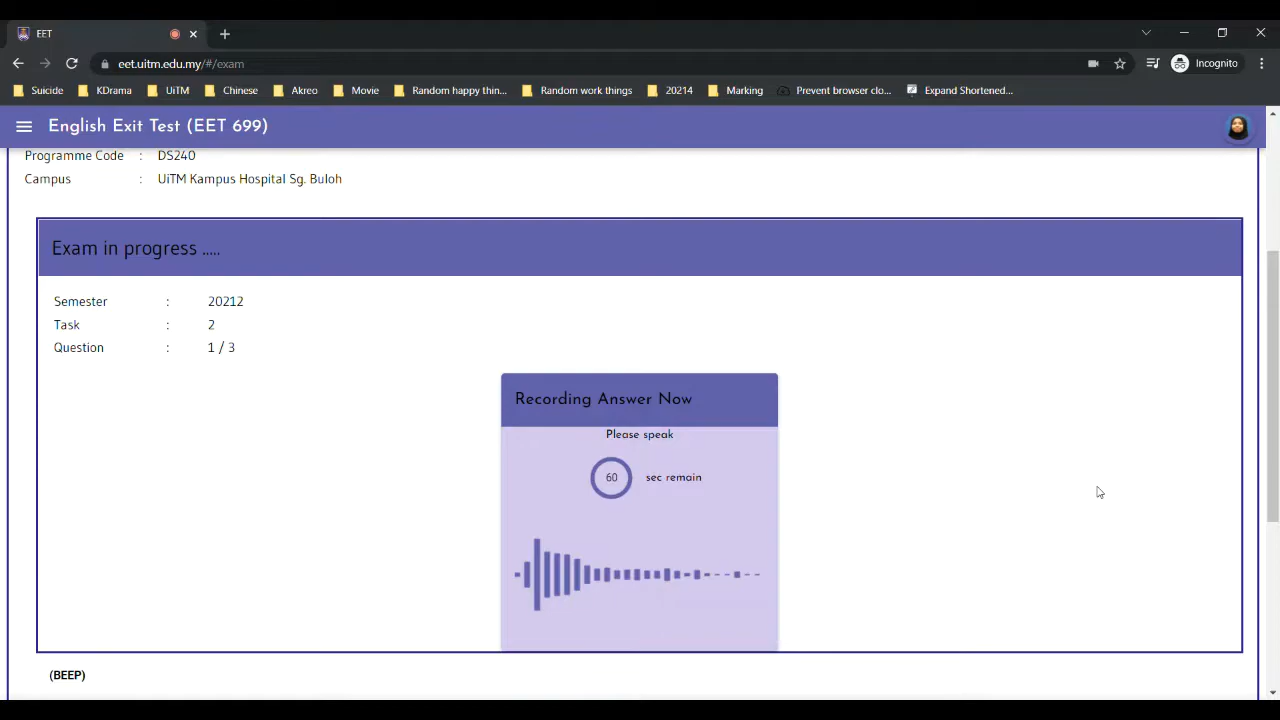 EET
eet.uitm.edu.my/#/exam
Incognito
Suicide KDrama UiTM Chinese Akreo Movie Random happy thin... Random work things 20214 Marking Prevent browser clo... Expand Shortened...
English Exit Test (EET 699)
Programme Code : DS240
Campus : UiTM Kampus Hospital Sg. Buloh
Exam in progress .....
Semester : 20212
Task : 2
Question : 1 / 3
Recording Answer Now
Please speak
60 sec remain
(BEEP)